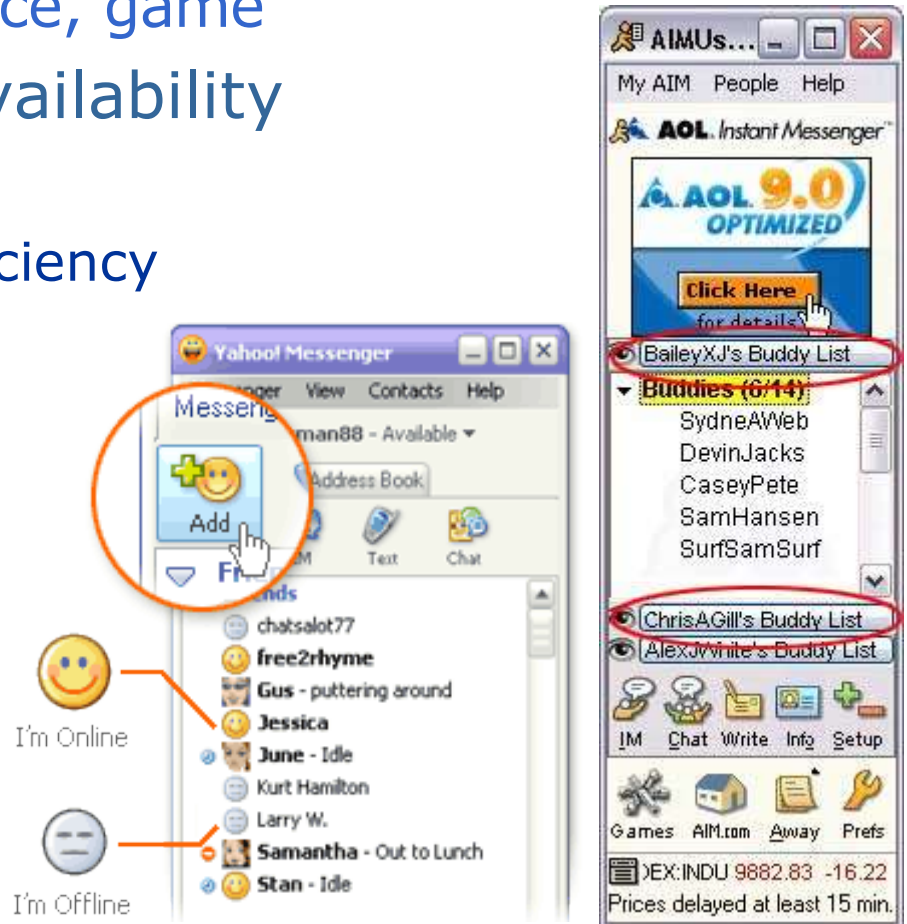 ce, game
vailability
ciency
Yahoo! Messenger
View Contacts Help
Messeng
man88 - Available
Address Book
Add
Text Chat
chatsalot77
free2rhyme
Gus - puttering around
Jessica
June - Idle
Kurt Hamilton
Larry W.
Samantha - Out to Lunch
Stan - Idle
I'm Online
I'm Offline
AIMUs...
My AIM People Help
AOL Instant Messenger™
AOL 9.0
OPTIMIZED
Click Here
for details
BaileyXJ's Buddy List
Buddies (6/14)
SydneAWeb
DevinJacks
CaseyPete
SamHansen
SurfSamSurf
ChrisAGill's Buddy List
AlexJWhite's Buddy List
IM Chat Write Info Setup
Games AIM.com Away Prefs
DEX:INDU 9882.83 -16.22
Prices delayed at least 15 min.